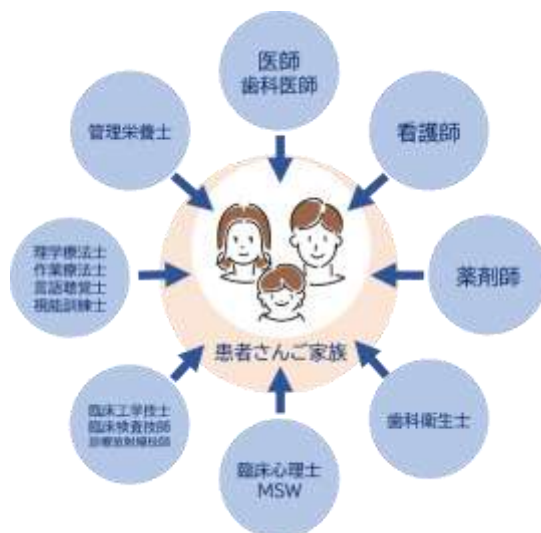 医師
歯科医師
看護師
薬剤師
歯科衛生士
臨床心理士
MSW
臨床工学技士
臨床検査技師
診療放射線技師
理学療法士
作業療法士
言語聴覚士
視能訓練士
管理栄養士
患者さんご家族